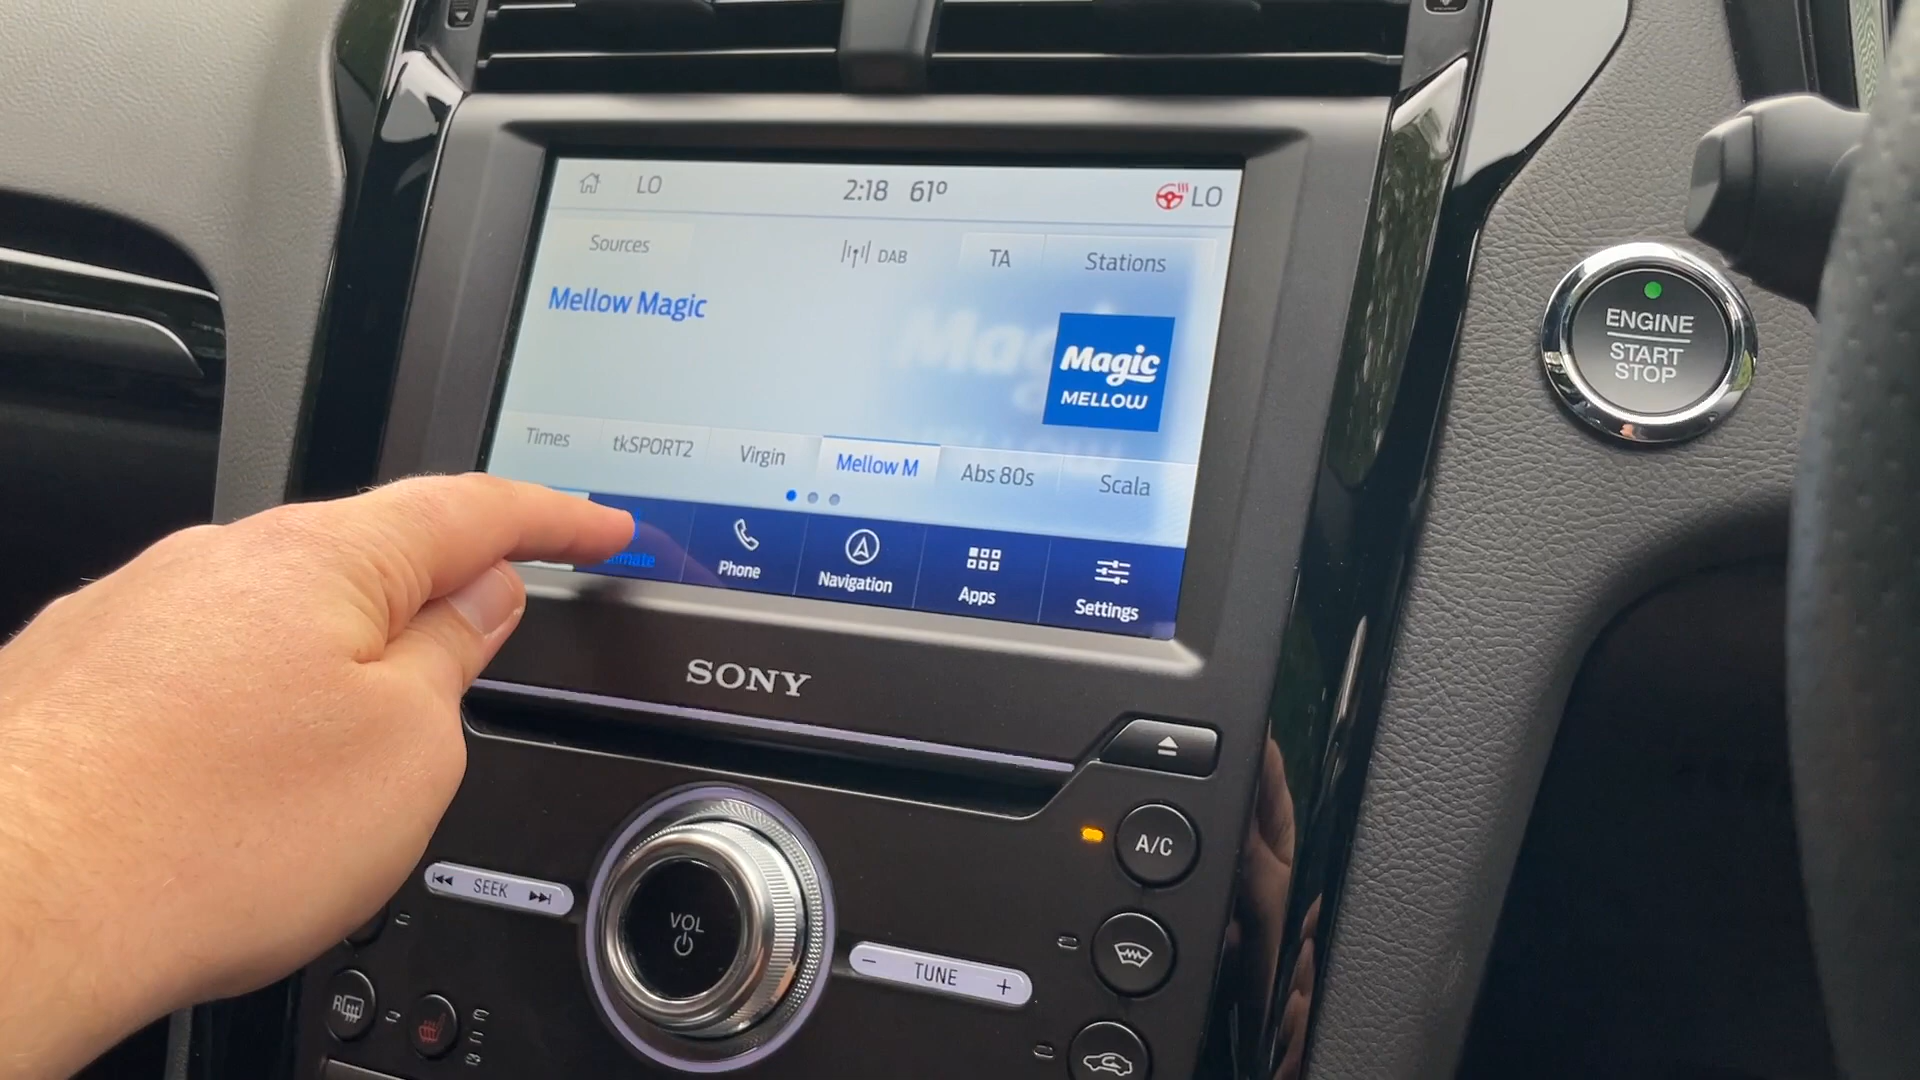 LO 2:18 61° LO
Sources DAB TA Stations
Mellow Magic
Magic
MELLOW
Times tkSPORT2 Virgin Mellow M Abs 80s Scala
Phone Navigation Apps Settings
SONY
ENGINE
START
STOP
A/C
SEEK
VOL
− TUNE +
R